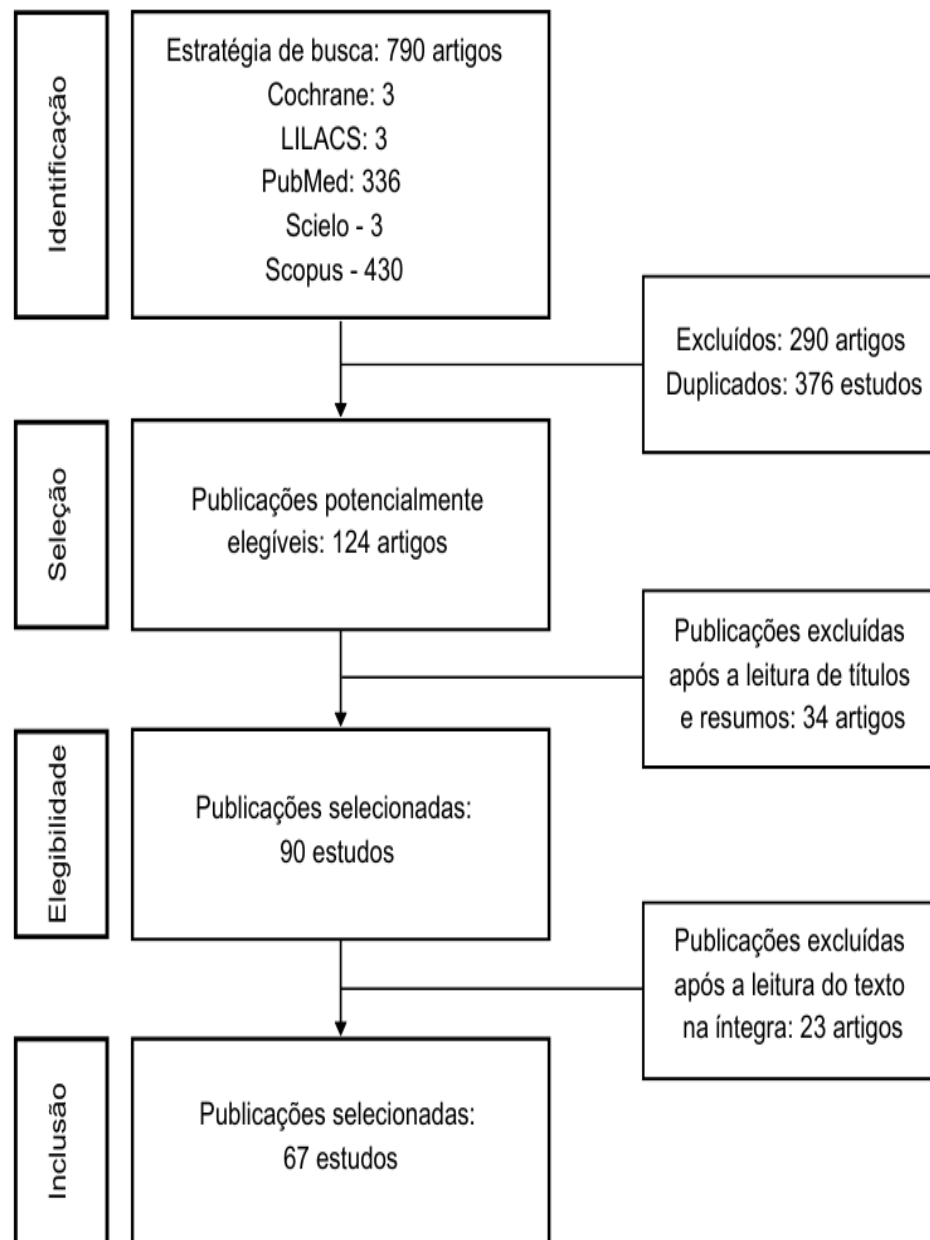 Identificação
Estratégia de busca: 790 artigos
Cochrane: 3
LILACS: 3
PubMed: 336
Scielo - 3
Scopus - 430
Excluídos: 290 artigos
Duplicados: 376 estudos
Seleção
Publicações potencialmente
elegíveis: 124 artigos
Publicações excluídas
após a leitura de títulos
e resumos: 34 artigos
Elegibilidade
Publicações selecionadas:
90 estudos
Publicações excluídas
após a leitura do texto
na íntegra: 23 artigos
Inclusão
Publicações selecionadas:
67 estudos